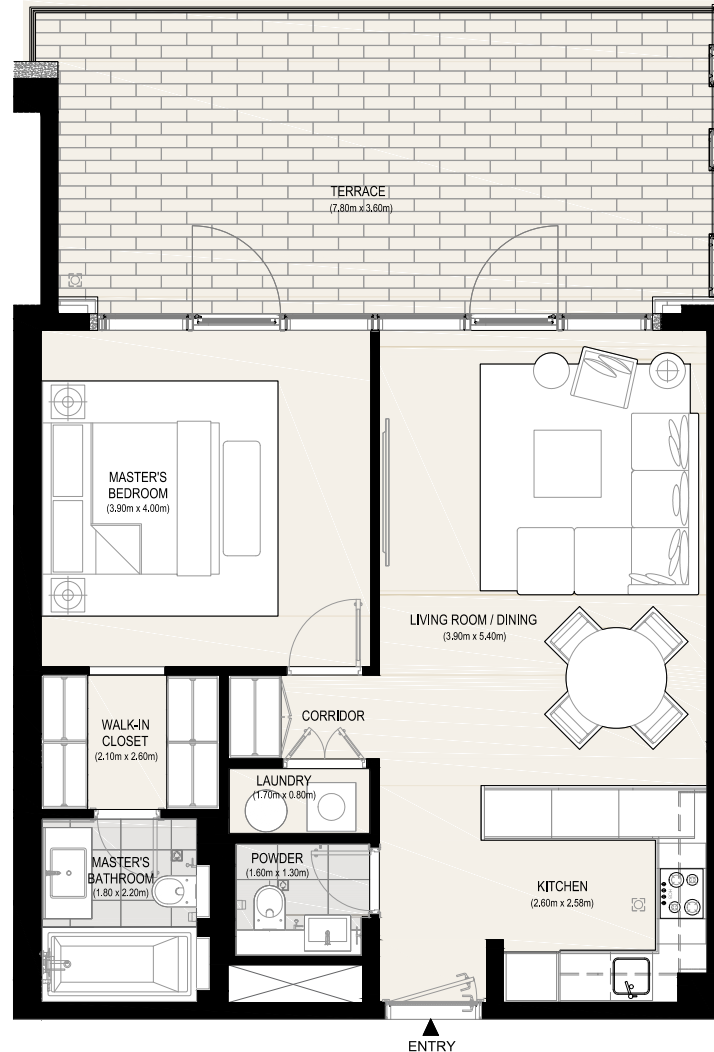 TERRACE
(7.80m x 3.60m)
MASTER'S
BEDROOM
(3.90m x 4.00m)
LIVING ROOM / DINING
(3.90m x 5.40m)
WALK-IN
CLOSET
(2.10m x 2.60m)
CORRIDOR
LAUNDRY
(1.70m x 0.80m)
MASTER'S
BATHROOM
(1.80 x 2.20m)
POWDER
(1.60m x 1.30m)
KITCHEN
(2.60m x 2.58m)
ENTRY